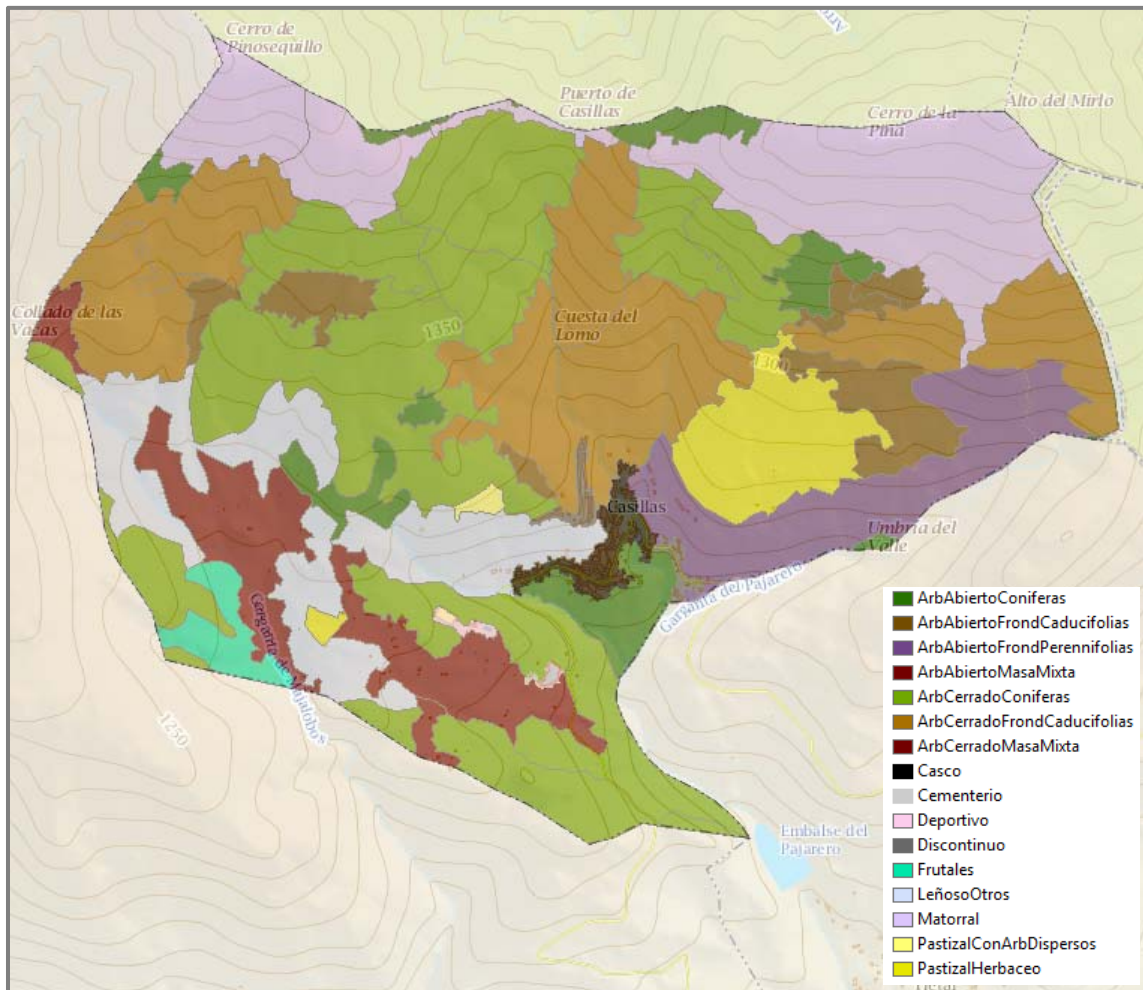 Cerro de
Pinosequillo
Puerto de
Casillas
Cerro de la
Piña
Alto del Mirlo
Collado de las
Vacas
1350
Cuesta del
Lomo
1300
Casillas
Umbría del
Valle
Garganta del Pajarero
Garganta de Majalobos
1250
Embalse del
Pajarero
ArbAbiertoConiferas
ArbAbiertoFrondCaducifolias
ArbAbiertoFrondPerennifolias
ArbAbiertoMasaMixta
ArbCerradoConiferas
ArbCerradoFrondCaducifolias
ArbCerradoMasaMixta
Casco
Cementerio
Deportivo
Discontinuo
Frutales
LeñosoOtros
Matorral
PastizalConArbDispersos
PastizalHerbaceo